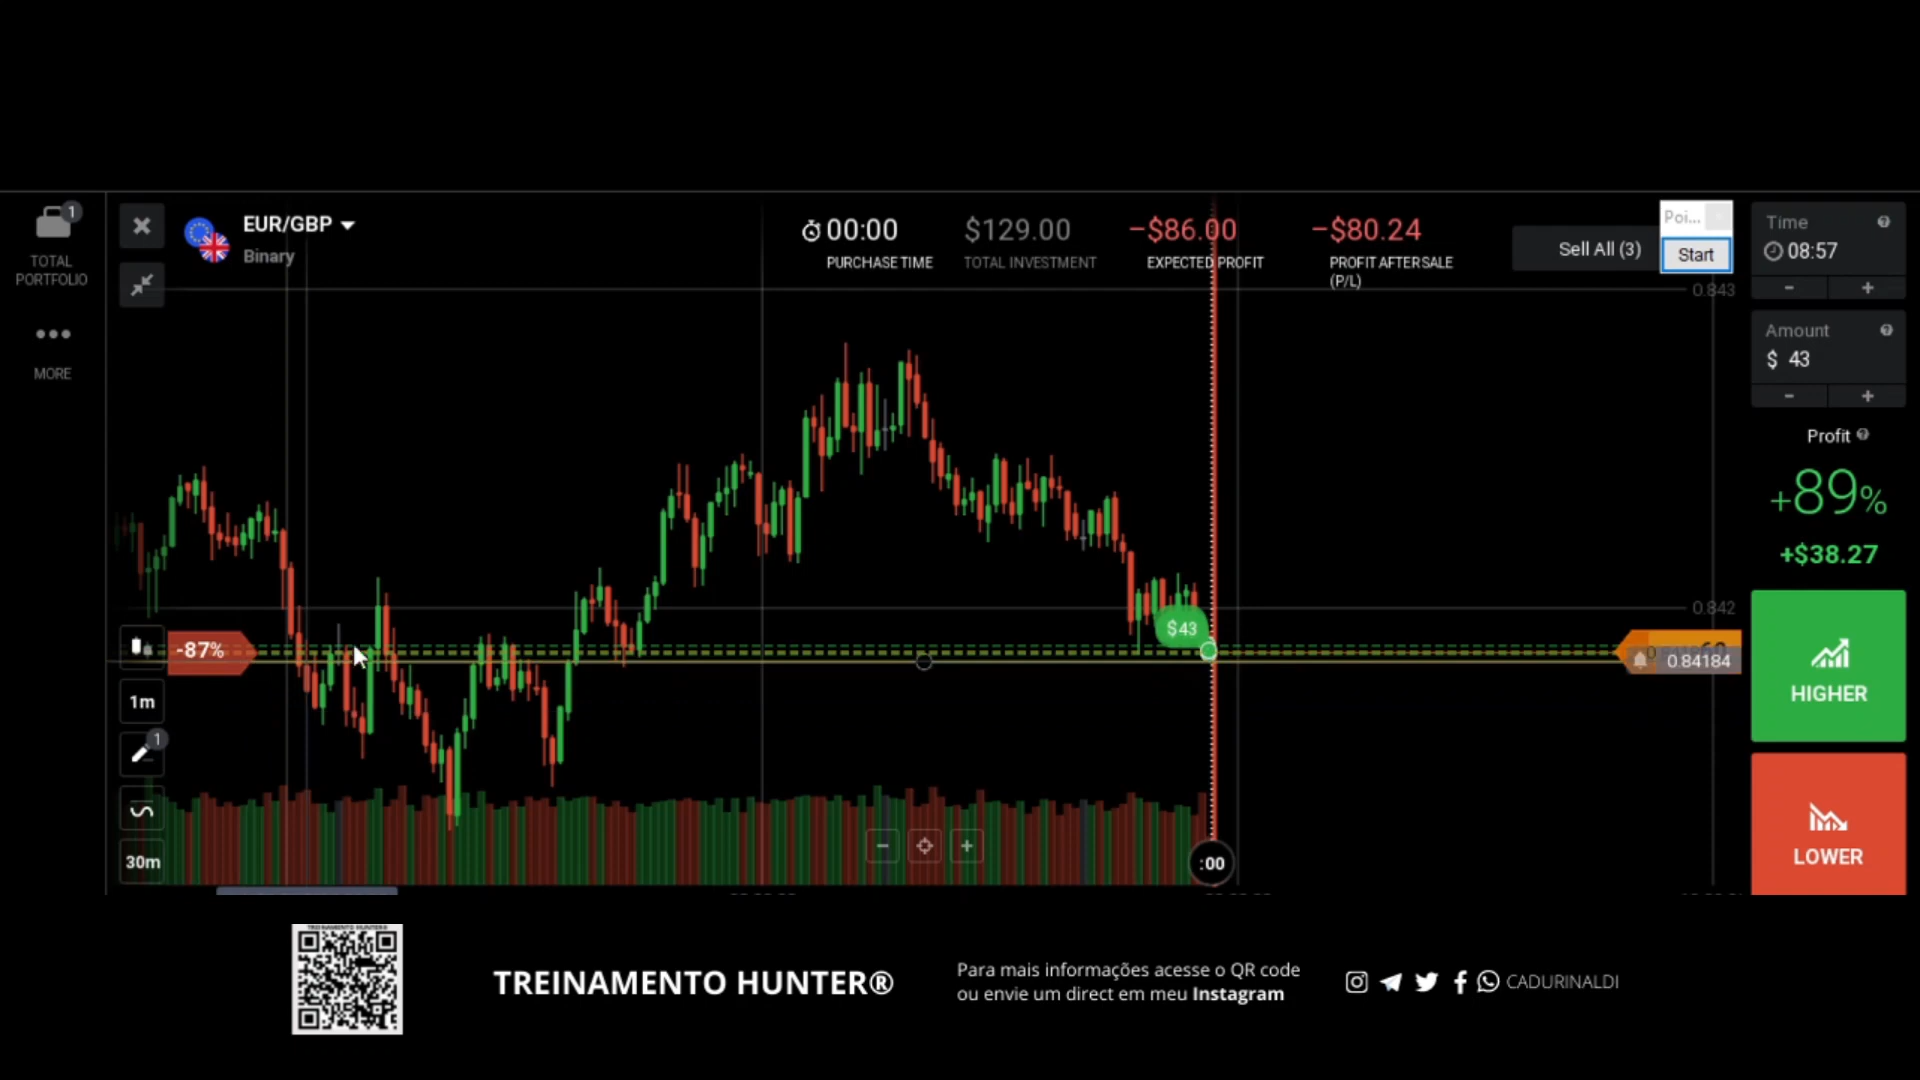 1
TOTAL
PORTFOLIO
MORE
EUR/GBP
Binary
00:00
PURCHASE TIME
$129.00
TOTAL INVESTMENT
−$86.00
EXPECTED PROFIT
−$80.24
PROFIT AFTER SALE
(P/L)
Sell All (3)
Poi...
Start
0.843
Time
08:57
Amount
$ 43
Profit
+89%
+$38.27
0.842
$43
-87%
0.84184
HIGHER
1m
1
30m
:00
LOWER
TREINAMENTO HUNTER®
Para mais informações acesse o QR code
ou envie um direct em meu Instagram
CADURINALDI